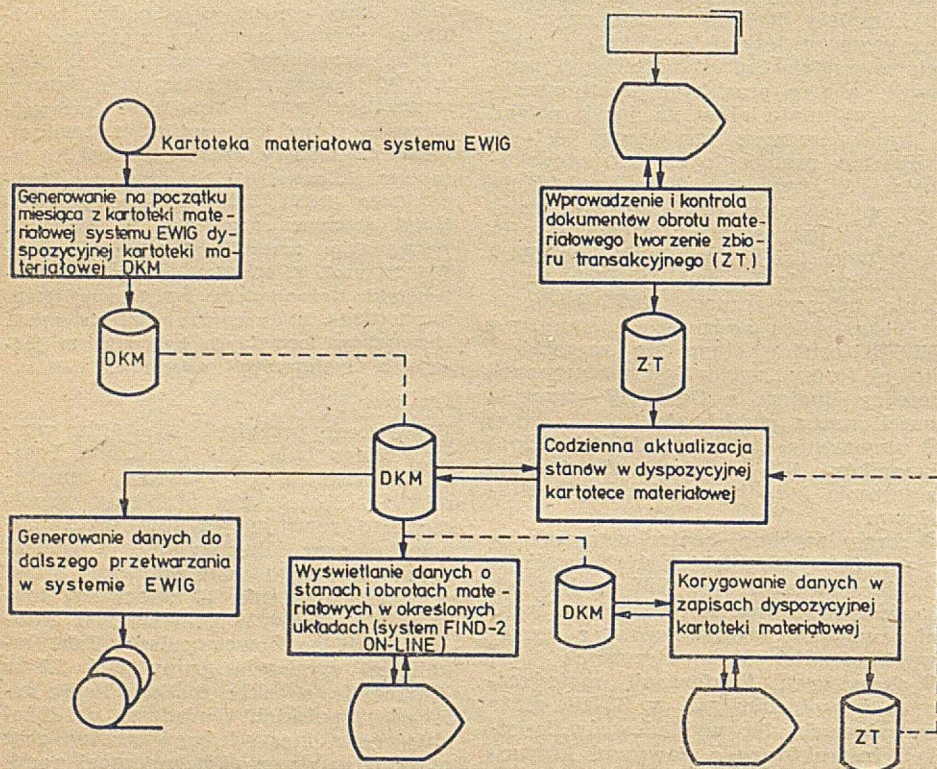 Kartoteka materiałowa systemu EWIG
Generowanie na początku
miesiąca z kartoteki mate-
riałowej systemu EWIG dy-
spozycyjnej kartoteki ma-
teriałowej DKM
Wprowadzenie i kontrola
dokumentów obrotu mate-
riałowego tworzenie zbio-
ru transakcyjnego (ZT)
DKM
ZT
DKM
Codzienna aktualizacja
stanów w dyspozycyjnej
kartotece materiałowej
Generowanie danych do
dalszego przetwarzania
w systemie EWIG
Wyświetlanie danych o
stanach i obrotach mate-
riałowych w określonych
układach (system FIND-2
ON-LINE)
DKM
Korygowanie danych w
zapisach dyspozycyjnej
kartoteki materiałowej
ZT